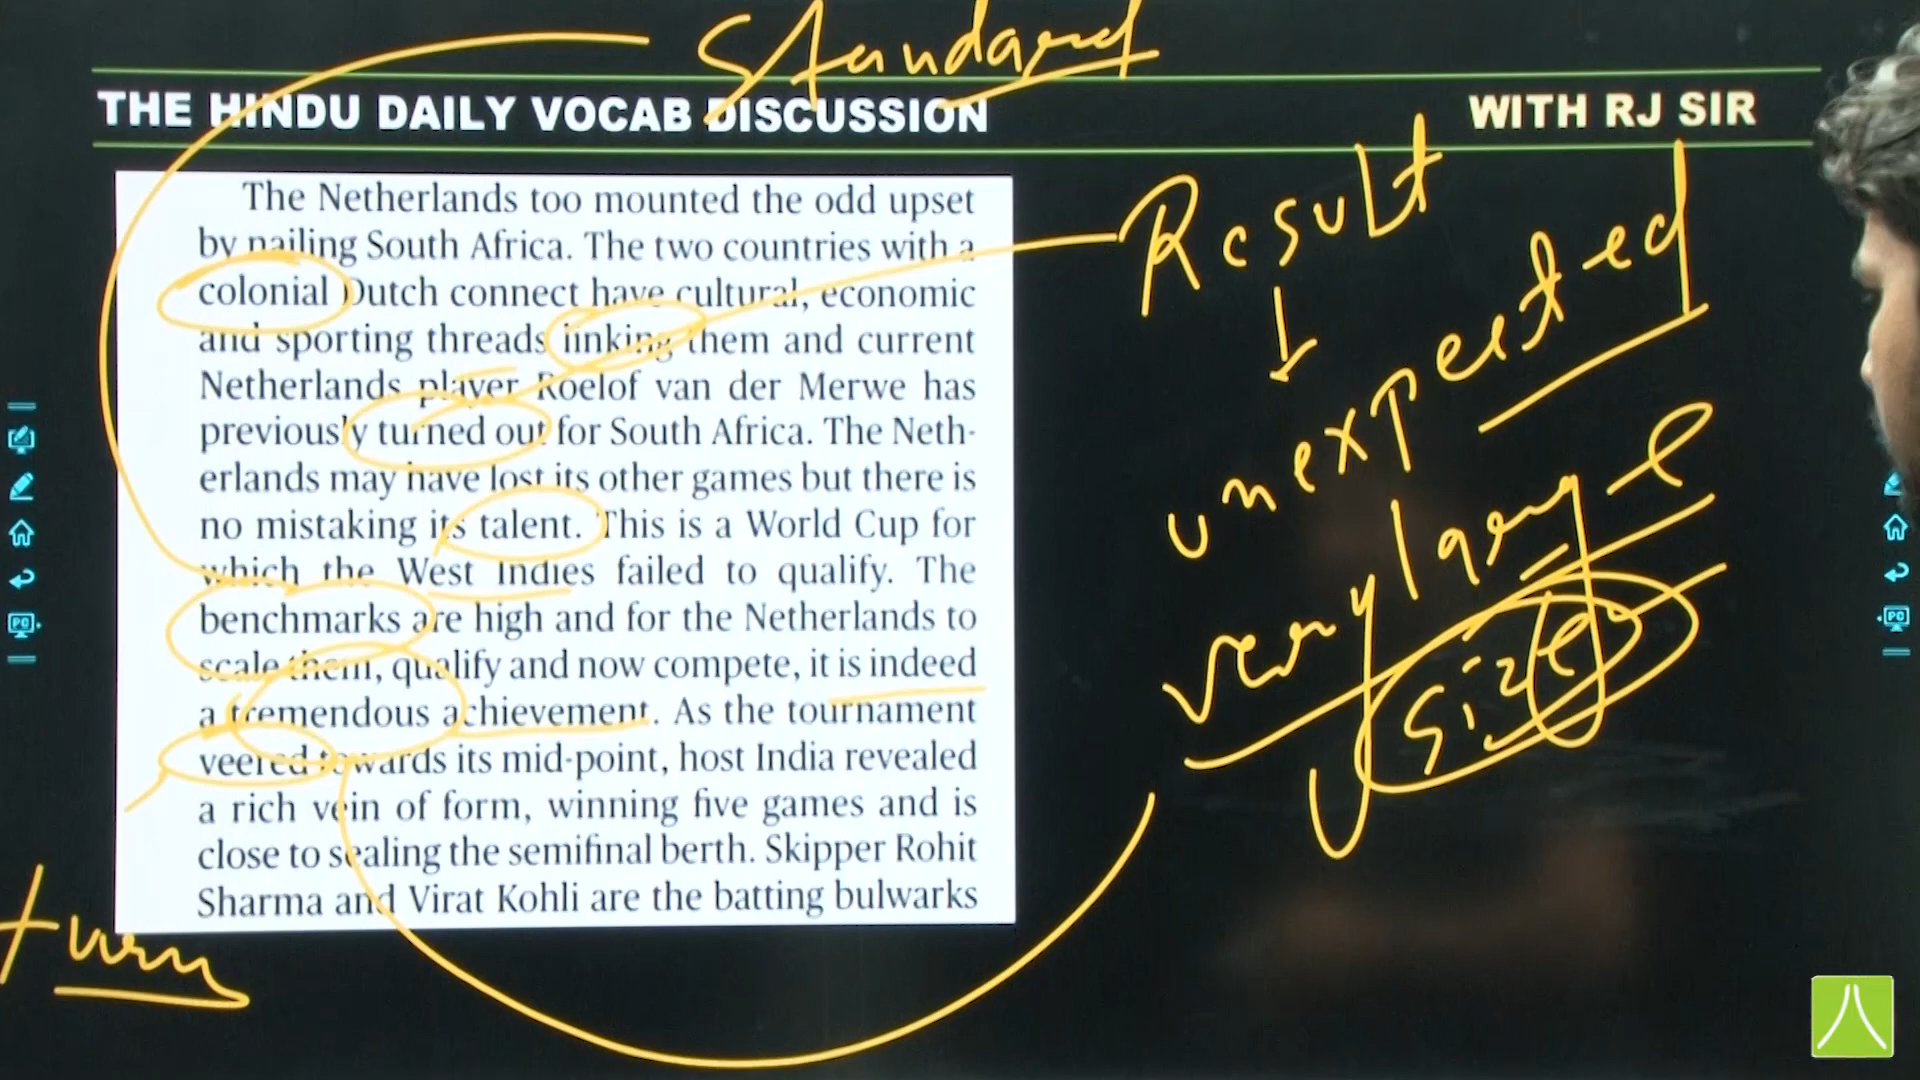 Standard
THE HINDU DAILY VOCAB DISCUSSION
WITH RJ SIR
The Netherlands too mounted the odd upset
by nailing South Africa. The two countries with a
colonial Dutch connect have cultural, economic
and sporting threads linking them and current
Netherlands player Roelof van der Merwe has
previously turned out for South Africa. The Neth-
erlands may have lost its other games but there is
no mistaking its talent. This is a World Cup for
which the West Indies failed to qualify. The
benchmarks are high and for the Netherlands to
scale them, qualify and now compete, it is indeed
a tremendous achievement. As the tournament
veered towards its mid-point, host India revealed
a rich vein of form, winning five games and is
close to sealing the semifinal berth. Skipper Rohit
Sharma and Virat Kohli are the batting bulwarks
Result
unexpected
very large
size
turn
PC
PC